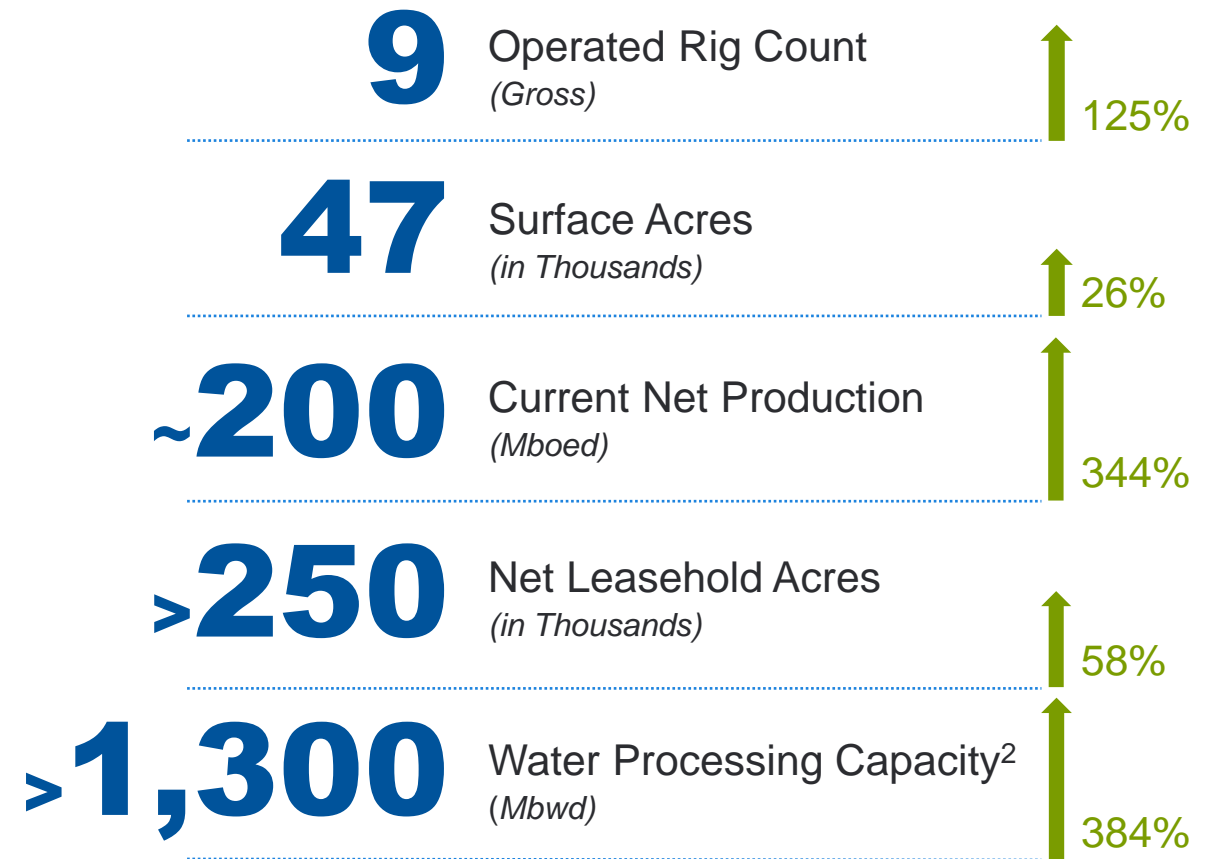 9 Operated Rig Count
(Gross)
125%
47 Surface Acres
(in Thousands)
26%
~200 Current Net Production
(Mboed)
344%
>250 Net Leasehold Acres
(in Thousands)
58%
>1,300 Water Processing Capacity²
(Mbwd)
384%